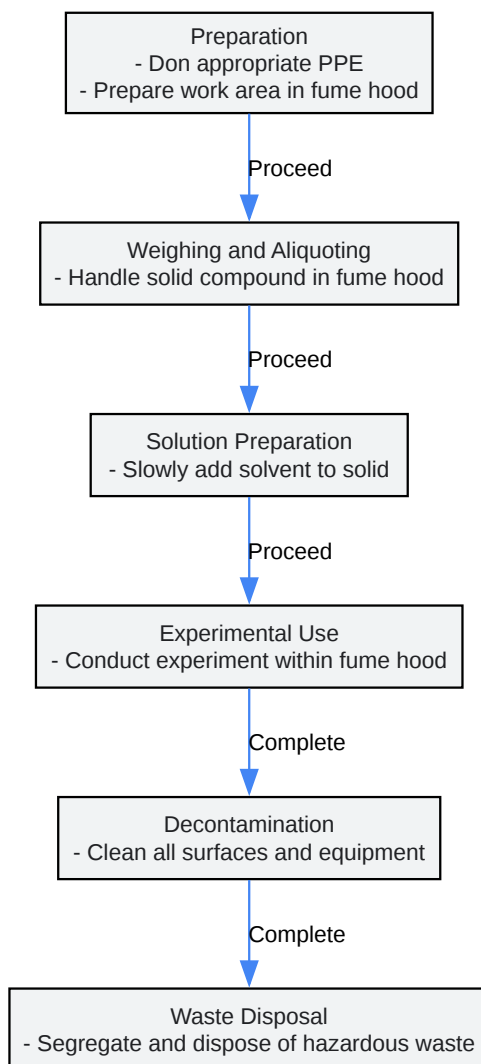 Preparation
- Don appropriate PPE
- Prepare work area in fume hood
Proceed
Weighing and Aliquoting
- Handle solid compound in fume hood
Proceed
Solution Preparation
- Slowly add solvent to solid
Proceed
Experimental Use
- Conduct experiment within fume hood
Complete
Decontamination
- Clean all surfaces and equipment
Complete
Waste Disposal
- Segregate and dispose of hazardous waste